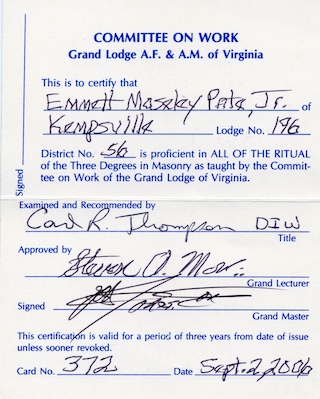 COMMITTEE ON WORK
Grand Lodge A.F. & A.M. of Virginia
This is to certify that
Emmett Moseley Pate, Jr. of
Kempsville Lodge No. 196
District No. 56 is proficient in ALL OF THE RITUAL
of the Three Degrees in Masonry as taught by the Commit-
tee on Work of the Grand Lodge of Virginia.
Signed
Examined and Recommended by
Carl R. Thompson DIW
Title
Approved by
Steven
Grand Lecturer
Signed
Grand Master
This certification is valid for a period of three years from date of issue
unless sooner revoked.
Card No. 372 Date Sept. 2, 2006